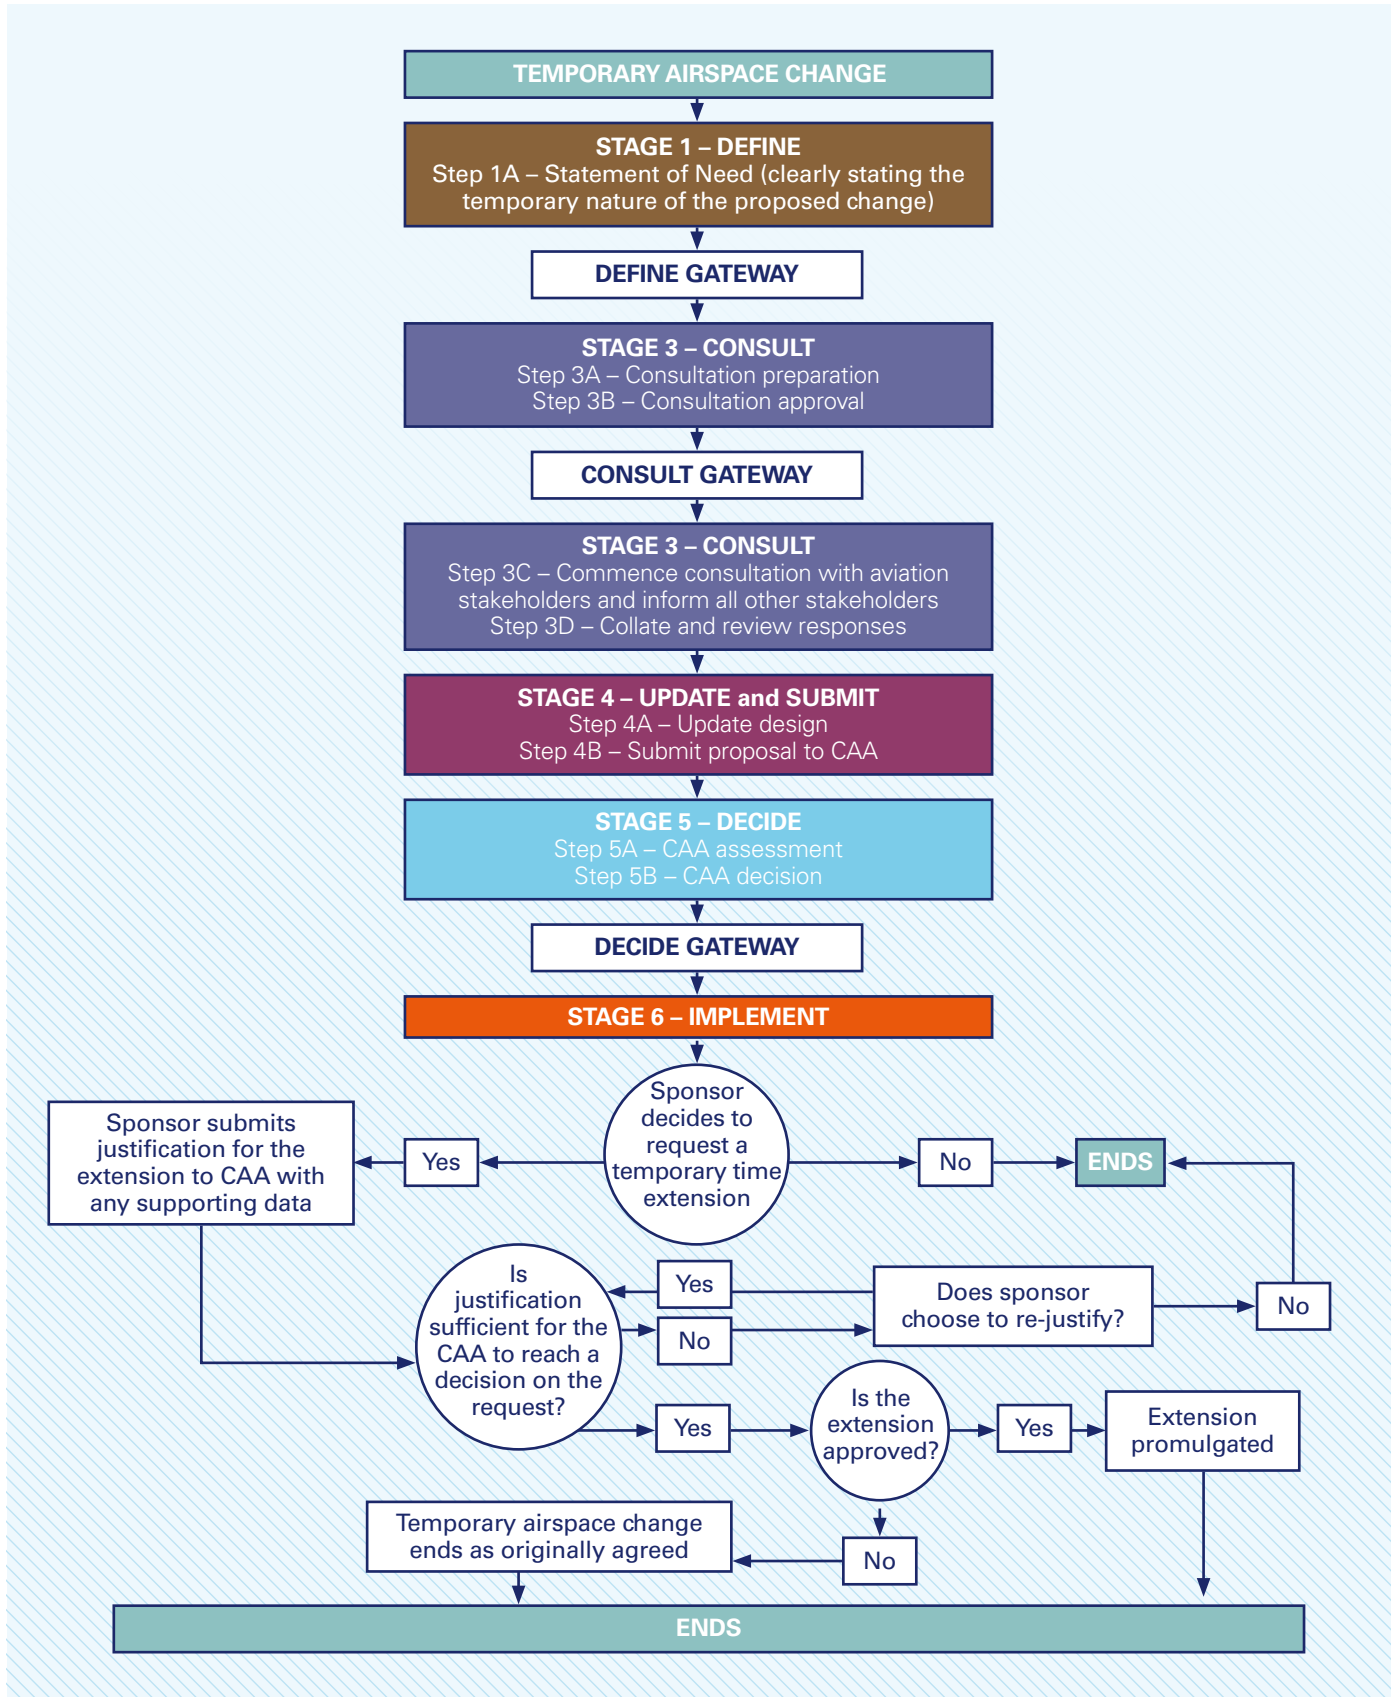 TEMPORARY AIRSPACE CHANGE
STAGE 1 – DEFINE
Step 1A – Statement of Need (clearly stating the
temporary nature of the proposed change)
DEFINE GATEWAY
STAGE 3 – CONSULT
Step 3A – Consultation preparation
Step 3B – Consultation approval
CONSULT GATEWAY
STAGE 3 – CONSULT
Step 3C – Commence consultation with aviation
stakeholders and inform all other stakeholders
Step 3D – Collate and review responses
STAGE 4 – UPDATE and SUBMIT
Step 4A – Update design
Step 4B – Submit proposal to CAA
STAGE 5 – DECIDE
Step 5A – CAA assessment
Step 5B – CAA decision
DECIDE GATEWAY
STAGE 6 – IMPLEMENT
Sponsor
decides to
request a
temporary time
extension
Yes
Sponsor submits
justification for the
extension to CAA with
any supporting data
No
ENDS
Is
justification
sufficient for the
CAA to reach a
decision on the
request?
Yes
No
Does sponsor
choose to re-justify?
No
Yes
Is the
extension
approved?
Yes
Extension
promulgated
No
Temporary airspace change
ends as originally agreed
ENDS